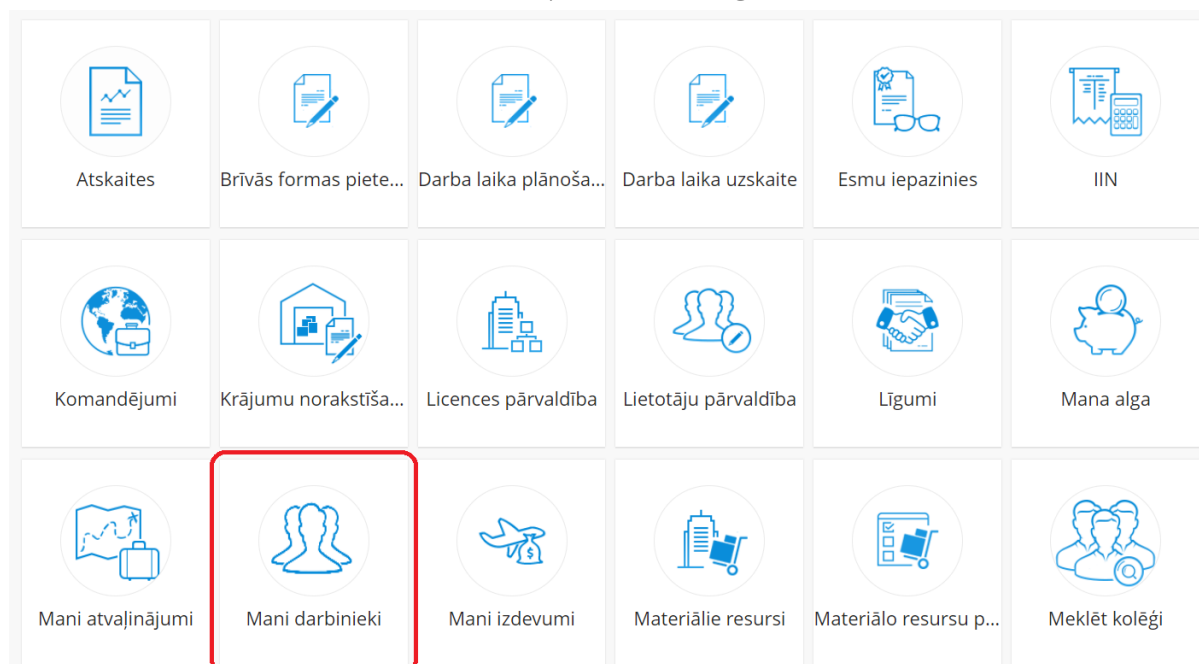 Atskaites
Brīvās formas piete...
Darba laika plānoša...
Darba laika uzskaite
Esmu iepazinies
IIN
Komandējumi
Krājumu norakstīša...
Licences pārvaldība
Lietotāju pārvaldība
Līgumi
Mana alga
Mani atvaļinājumi
Mani darbinieki
Mani izdevumi
Materiālie resursi
Materiālo resursu p...
Meklēt kolēģi